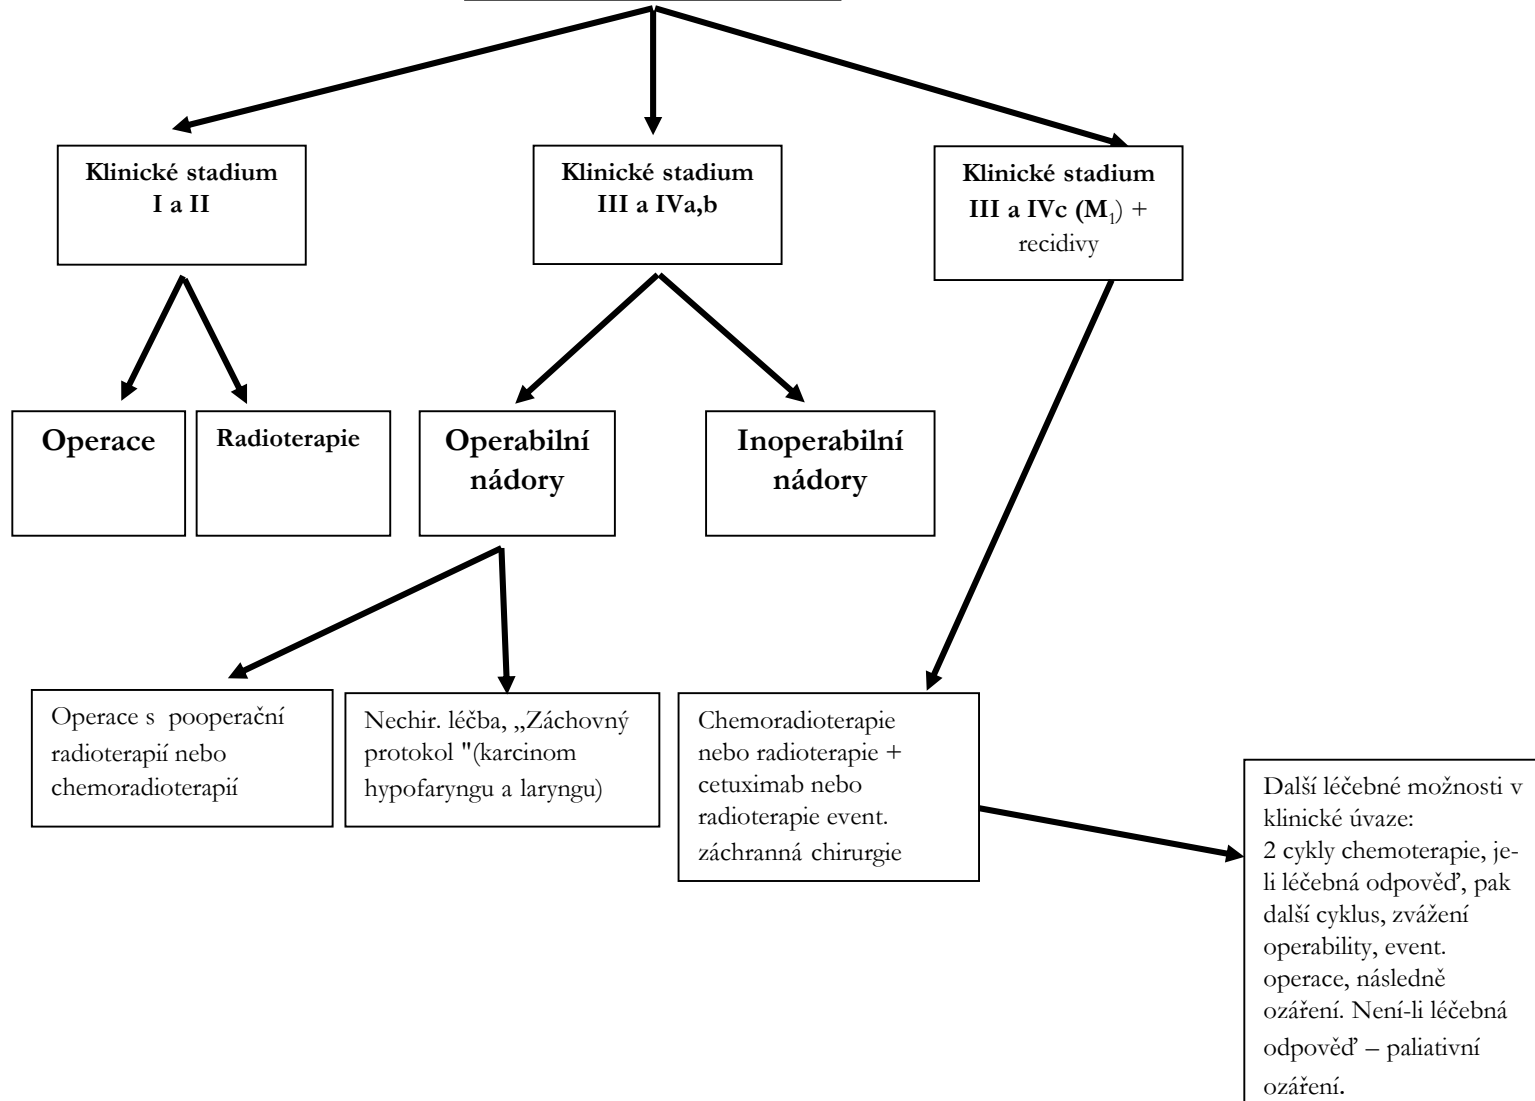 Klinické stadium
I a II
Klinické stadium
III a IVa,b
Klinické stadium
III a IVc (M₁) +
recidivy
Operace
Radioterapie
Operabilní
nádory
Inoperabilní
nádory
Operace s pooperační
radioterapií nebo
chemoradioterapií
Nechir. léčba, „Záchovný
protokol "(karcinom
hypofaryngu a laryngu)
Chemoradioterapie
nebo radioterapie +
cetuximab nebo
radioterapie event.
záchranná chirurgie
Další léčebné možnosti v
klinické úvaze:
2 cykly chemoterapie, je-
li léčebná odpověď, pak
další cyklus, zvážení
operability, event.
operace, následně
ozáření. Není-li léčebná
odpověď – paliativní
ozáření.